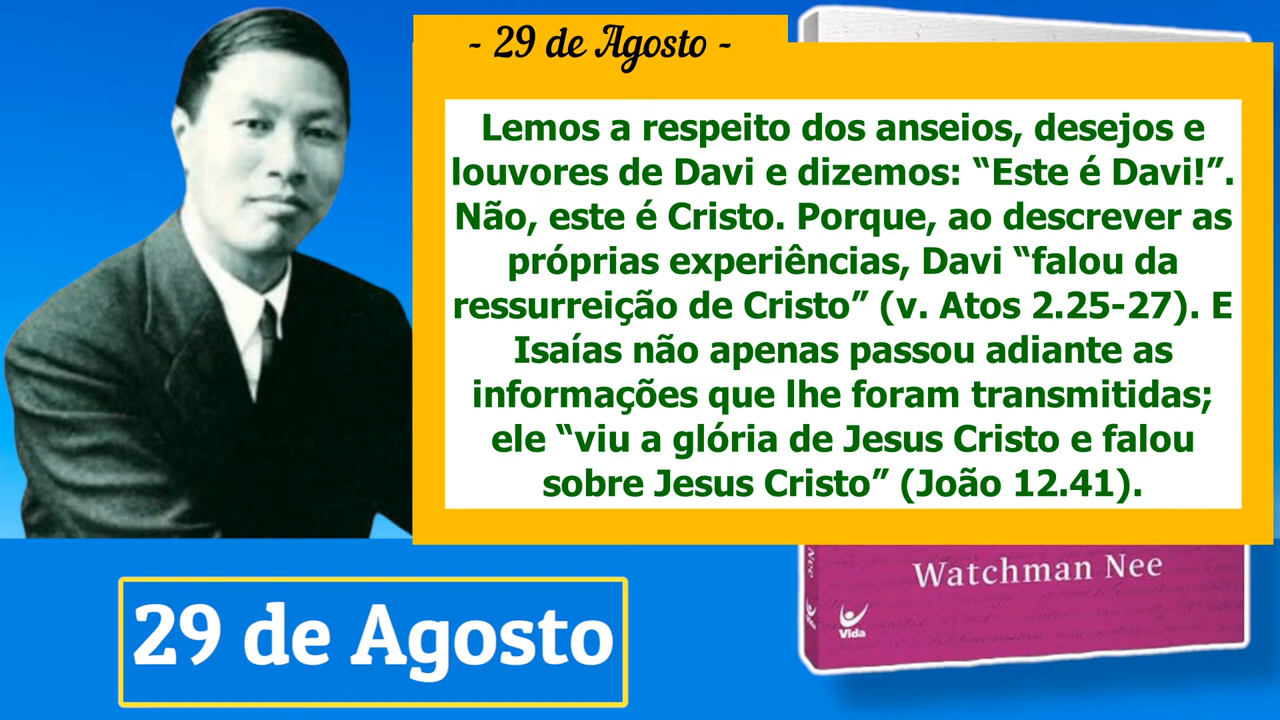 - 29 de Agosto -
Lemos a respeito dos anseios, desejos e
louvores de Davi e dizemos: “Este é Davi!”.
Não, este é Cristo. Porque, ao descrever as
próprias experiências, Davi “falou da
ressurreição de Cristo” (v. Atos 2.25-27). E
Isaías não apenas passou adiante as
informações que lhe foram transmitidas;
ele “viu a glória de Jesus Cristo e falou
sobre Jesus Cristo” (João 12.41).
Nee
Watchman Nee
Vida
29 de Agosto